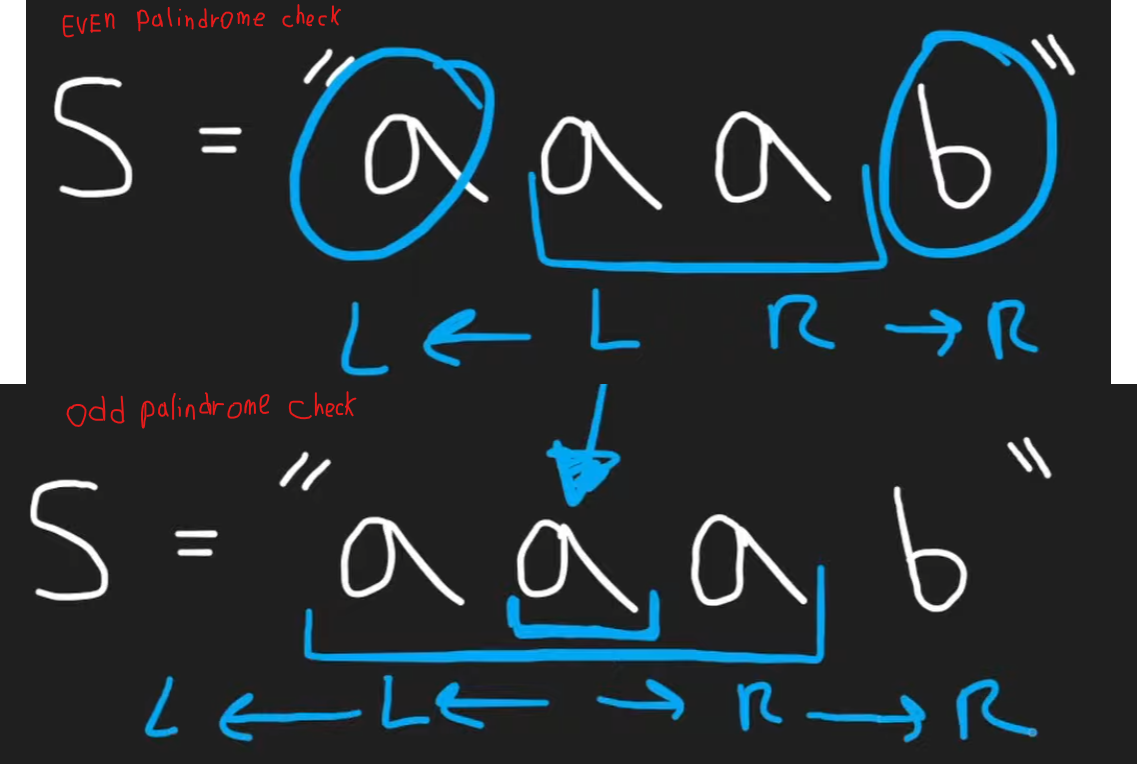 EVEN Palindrome check
S = "a a a b"
L ← L R → R
Odd palindrome check
S = "a a a b"
L ← L ← → R → R